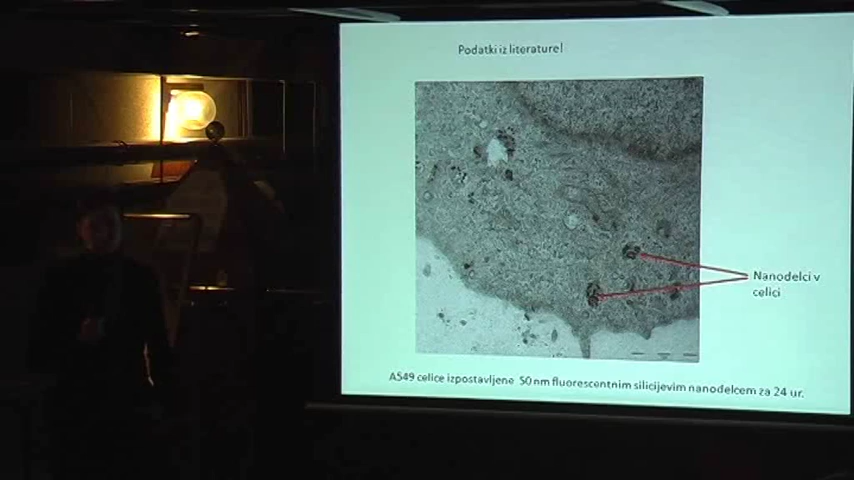 Podatki iz literature!
Nanodelci v
celici
A549 celice izpostavljene 50 nm fluorescentnim silicijevim nanodelcem za 24 ur.